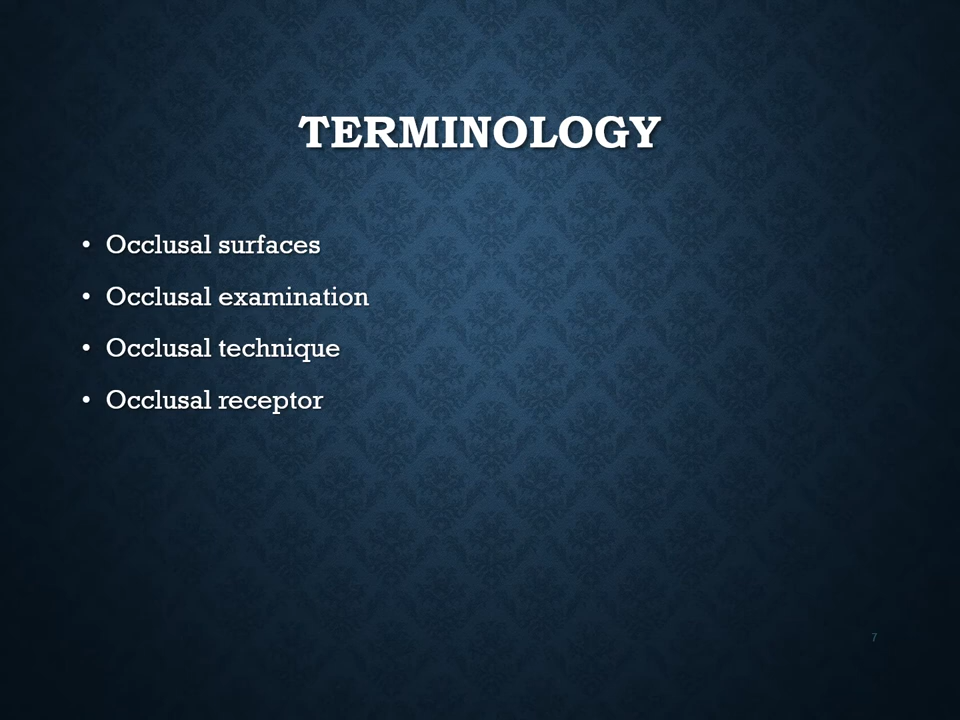 TERMINOLOGY
• Occlusal surfaces
• Occlusal examination
• Occlusal technique
• Occlusal receptor
7